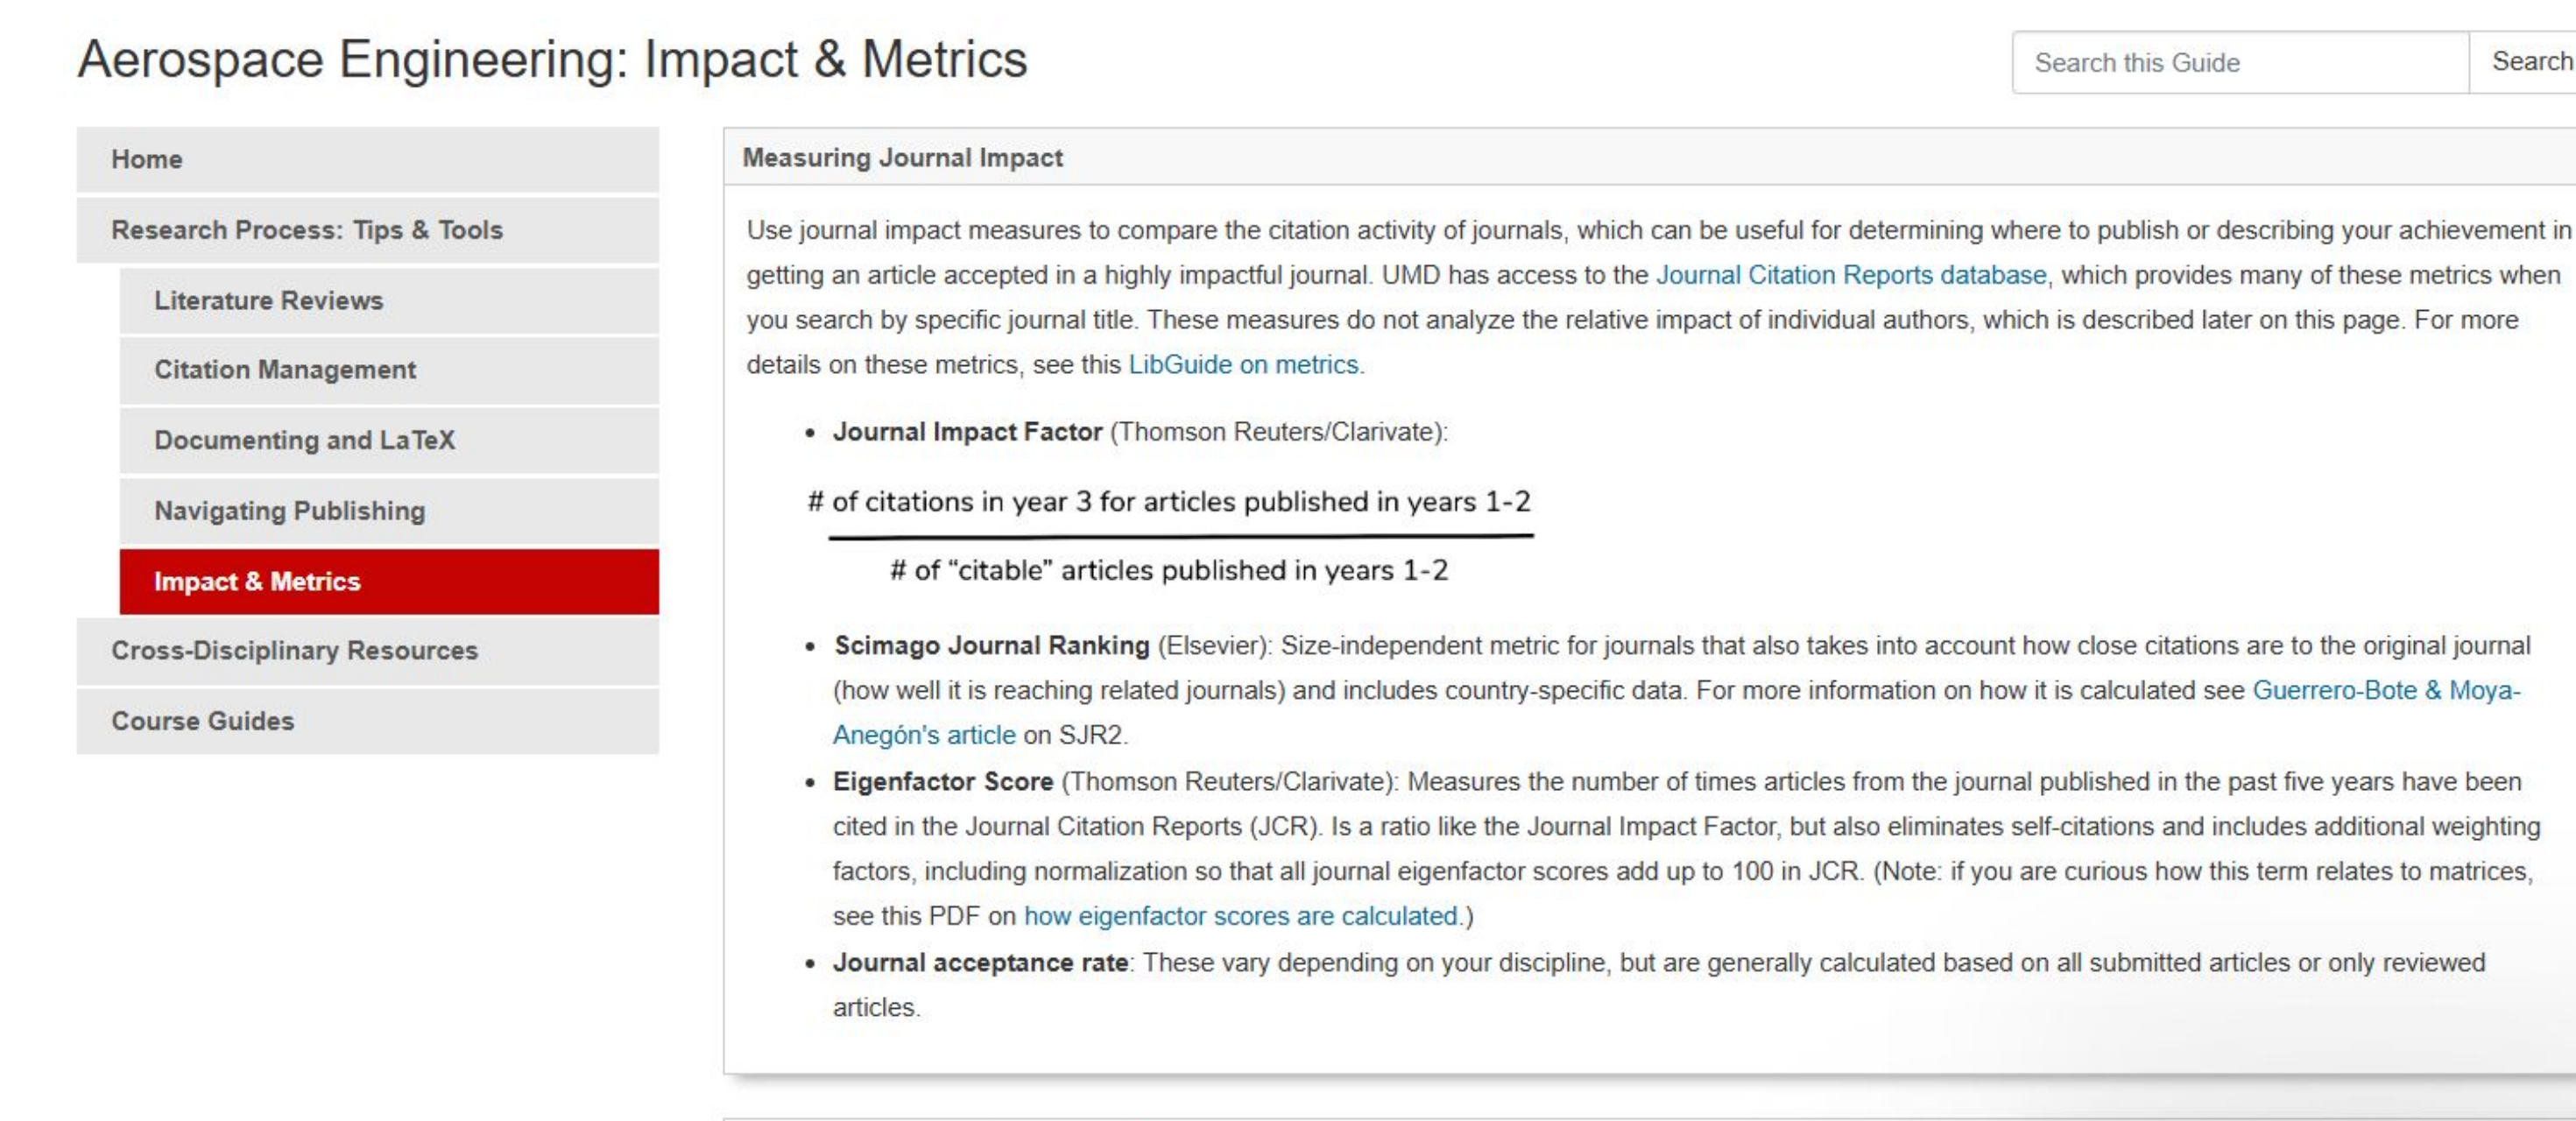 Aerospace Engineering: Impact & Metrics
Search this Guide
Search
Home
Research Process: Tips & Tools
Literature Reviews
Citation Management
Documenting and LaTeX
Navigating Publishing
Impact & Metrics
Cross-Disciplinary Resources
Course Guides
Measuring Journal Impact
Use journal impact measures to compare the citation activity of journals, which can be useful for determining where to publish or describing your achievement in
getting an article accepted in a highly impactful journal. UMD has access to the Journal Citation Reports database, which provides many of these metrics when
you search by specific journal title. These measures do not analyze the relative impact of individual authors, which is described later on this page. For more
details on these metrics, see this LibGuide on metrics.
• Journal Impact Factor (Thomson Reuters/Clarivate):
# of citations in year 3 for articles published in years 1-2
# of “citable” articles published in years 1-2
• Scimago Journal Ranking (Elsevier): Size-independent metric for journals that also takes into account how close citations are to the original journal
(how well it is reaching related journals) and includes country-specific data. For more information on how it is calculated see Guerrero-Bote & Moya-
Anegón's article on SJR2.
• Eigenfactor Score (Thomson Reuters/Clarivate): Measures the number of times articles from the journal published in the past five years have been
cited in the Journal Citation Reports (JCR). Is a ratio like the Journal Impact Factor, but also eliminates self-citations and includes additional weighting
factors, including normalization so that all journal eigenfactor scores add up to 100 in JCR. (Note: if you are curious how this term relates to matrices,
see this PDF on how eigenfactor scores are calculated.)
• Journal acceptance rate: These vary depending on your discipline, but are generally calculated based on all submitted articles or only reviewed
articles.